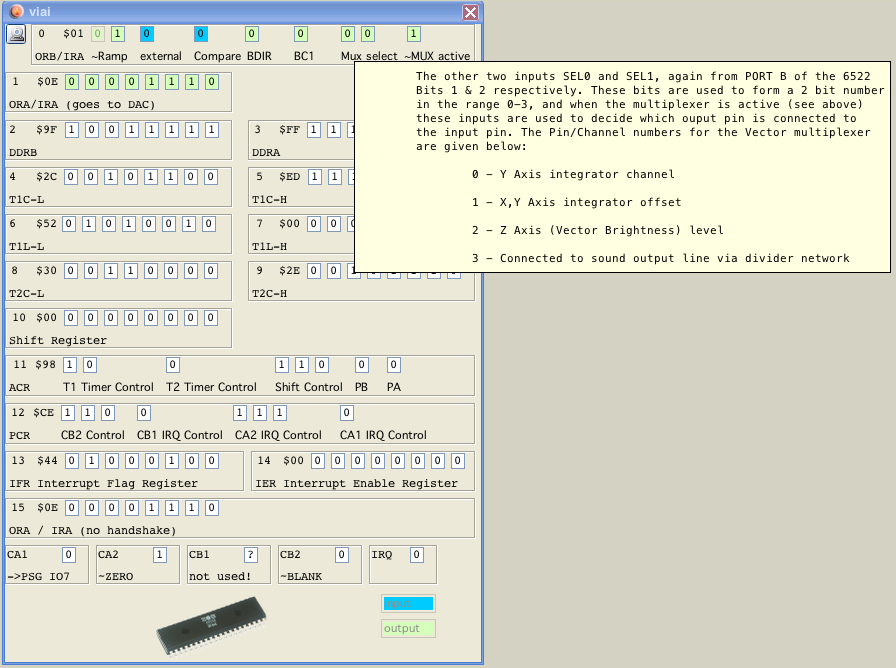 viai
0 $01 0 1 0 0 0 0 0 0 1
ORB/IRA ~Ramp external Compare BDIR BC1 Mux select ~MUX active
The other two inputs SEL0 and SEL1, again from PORT B of the 6522
Bits 1 & 2 respectively. These bits are used to form a 2 bit number
in the range 0-3, and when the multiplexer is active (see above)
these inputs are used to decide which ouput pin is connected to
the input pin. The Pin/Channel numbers for the Vector multiplexer
are given below:
0 - Y Axis integrator channel
1 - X,Y Axis integrator offset
2 - Z Axis (Vector Brightness) level
3 - Connected to sound output line via divider network
1 $0E 0 0 0 0 1 1 1 0
ORA/IRA (goes to DAC)
2 $9F 1 0 0 1 1 1 1 1
DDRB
3 $FF 1 1
DDRA
4 $2C 0 0 1 0 1 1 0 0
T1C-L
5 $ED 1 1
T1C-H
6 $52 0 1 0 1 0 0 1 0
T1L-L
7 $00 0 0
T1L-H
8 $30 0 0 1 1 0 0 0 0
T2C-L
9 $2E 0 0
T2C-H
10 $00 0 0 0 0 0 0 0 0
Shift Register
11 $98 1 0 0 1 1 0 0 0
ACR T1 Timer Control T2 Timer Control Shift Control PB PA
12 $CE 1 1 0 0 1 1 1 0
PCR CB2 Control CB1 IRQ Control CA2 IRQ Control CA1 IRQ Control
13 $44 0 1 0 0 0 1 0 0
IFR Interrupt Flag Register
14 $00 0 0 0 0 0 0 0 0
IER Interrupt Enable Register
15 $0E 0 0 0 0 1 1 1 0
ORA / IRA (no handshake)
CA1 0
->PSG IO7
CA2 1
~ZERO
CB1 ?
not used!
CB2 0
~BLANK
IRQ 0
output